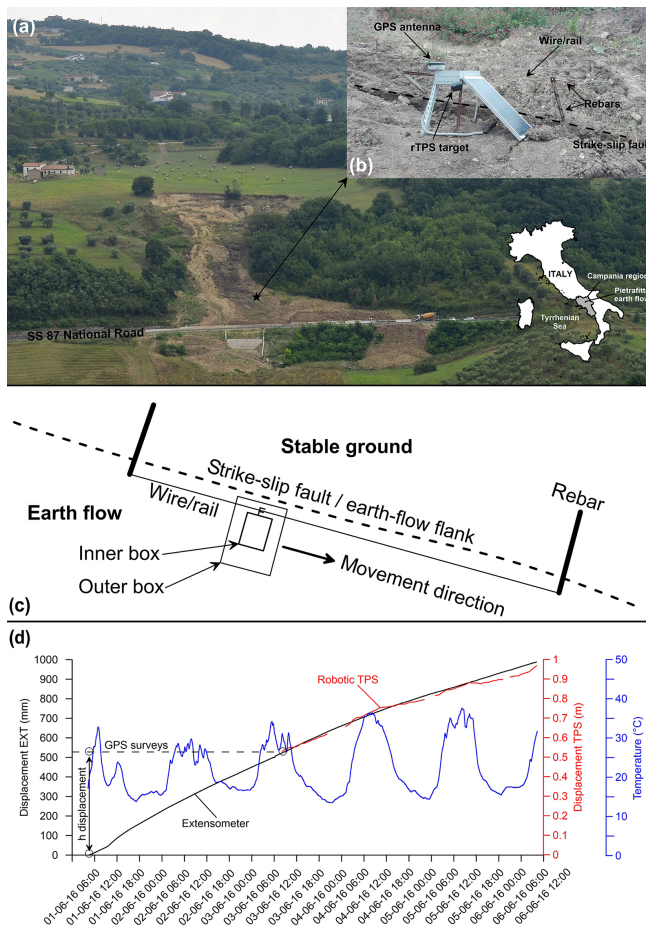 (a)
GPS antenna
Wire/rail
Rebars
Strike-slip fault
rTPS target
(b)
ITALY
Campania region
Pietrafitta
earth flow
Tyrrhenian
Sea
SS 87 National Road
Stable ground
Strike-slip fault / earth-flow flank
Wire/rail
Rebar
Earth flow
F
Inner box
Outer box
Movement direction
(c)
(d)
1000
900
800
700
600
500
400
300
200
100
0
Displacement EXT (mm)
h displacement
GPS surveys
Robotic TPS
Extensometer
1
0.9
0.8
0.7
0.6
0.5
0.4
0.3
0.2
0.1
0
Displacement TPS (m)
50
40
30
20
10
0
Temperature (°C)
01-06-16 06:00
01-06-16 12:00
01-06-16 18:00
02-06-16 00:00
02-06-16 06:00
02-06-16 12:00
02-06-16 18:00
03-06-16 00:00
03-06-16 06:00
03-06-16 12:00
03-06-16 18:00
04-06-16 00:00
04-06-16 06:00
04-06-16 12:00
04-06-16 18:00
05-06-16 00:00
05-06-16 06:00
05-06-16 12:00
05-06-16 18:00
06-06-16 00:00
06-06-16 06:00
06-06-16 12:00